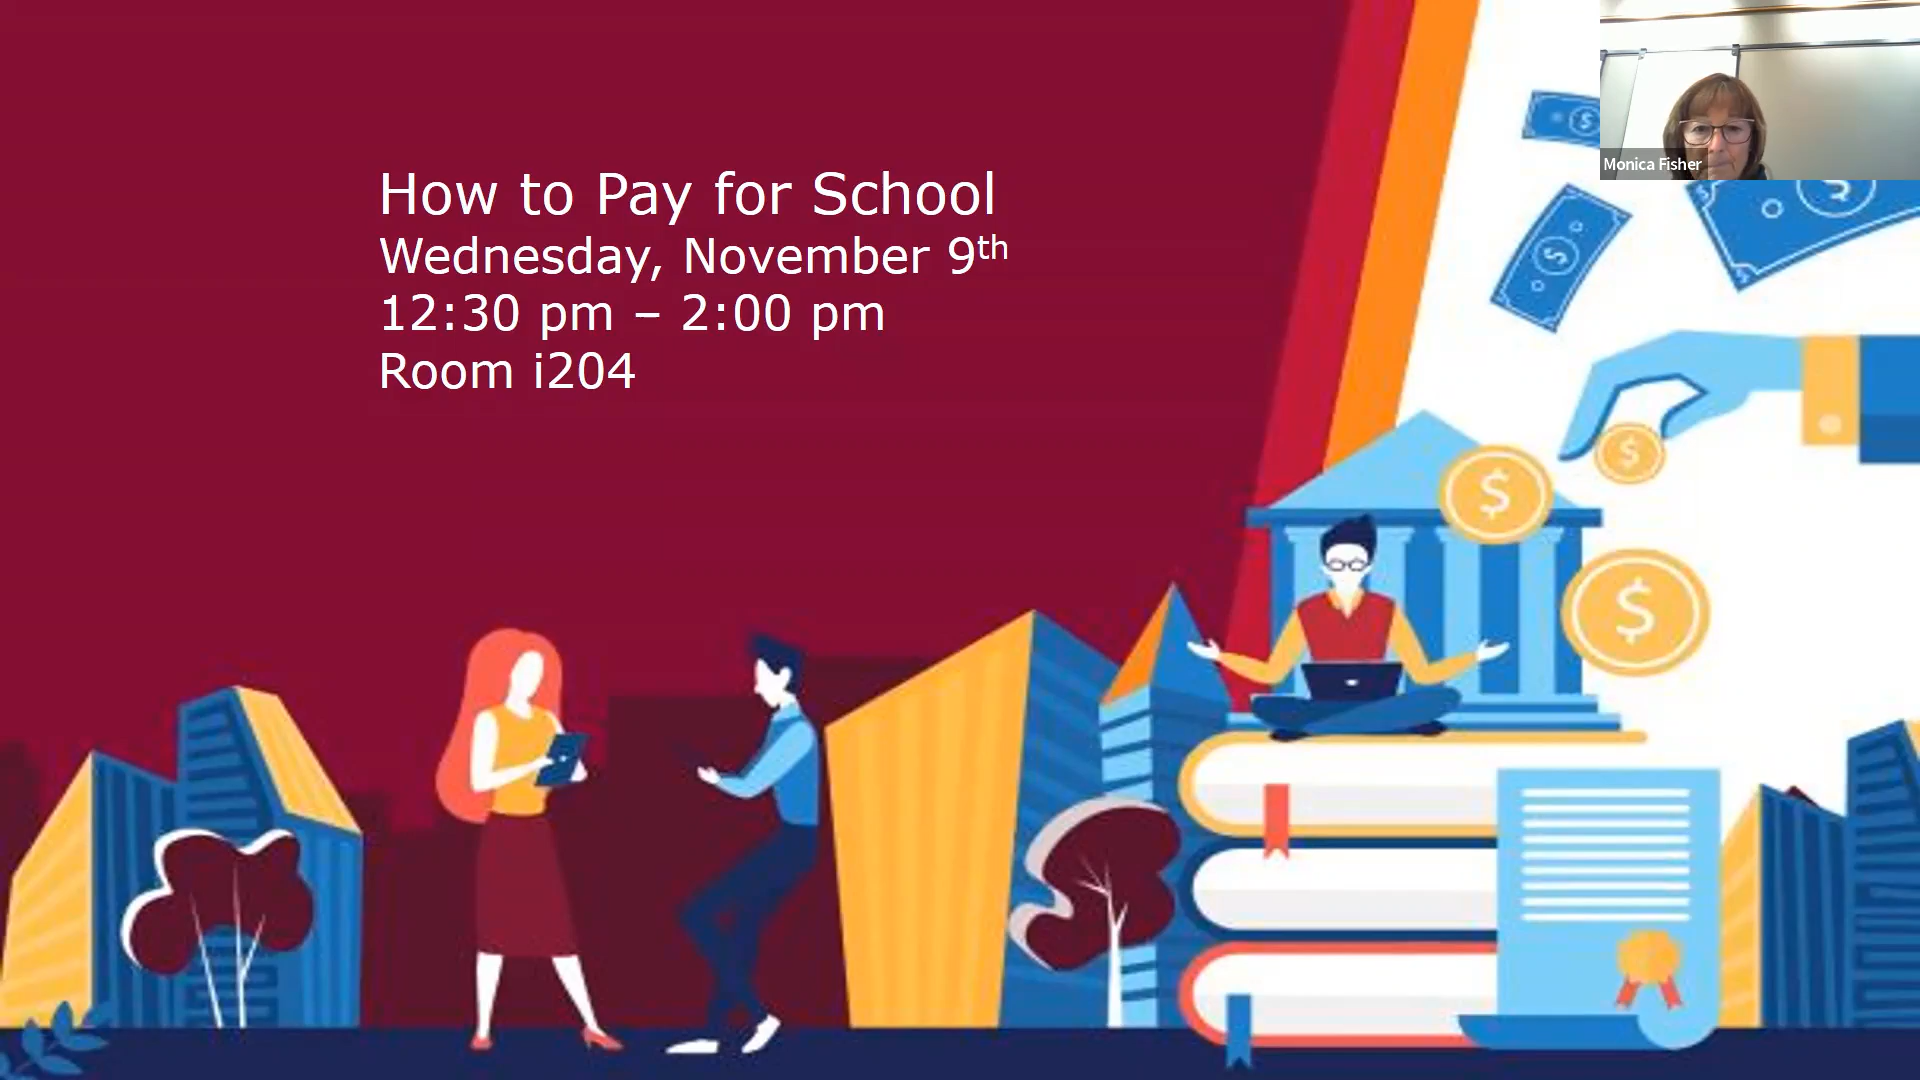 How to Pay for School
Wednesday, November 9th
12:30 pm – 2:00 pm
Room i204
Monica Fisher